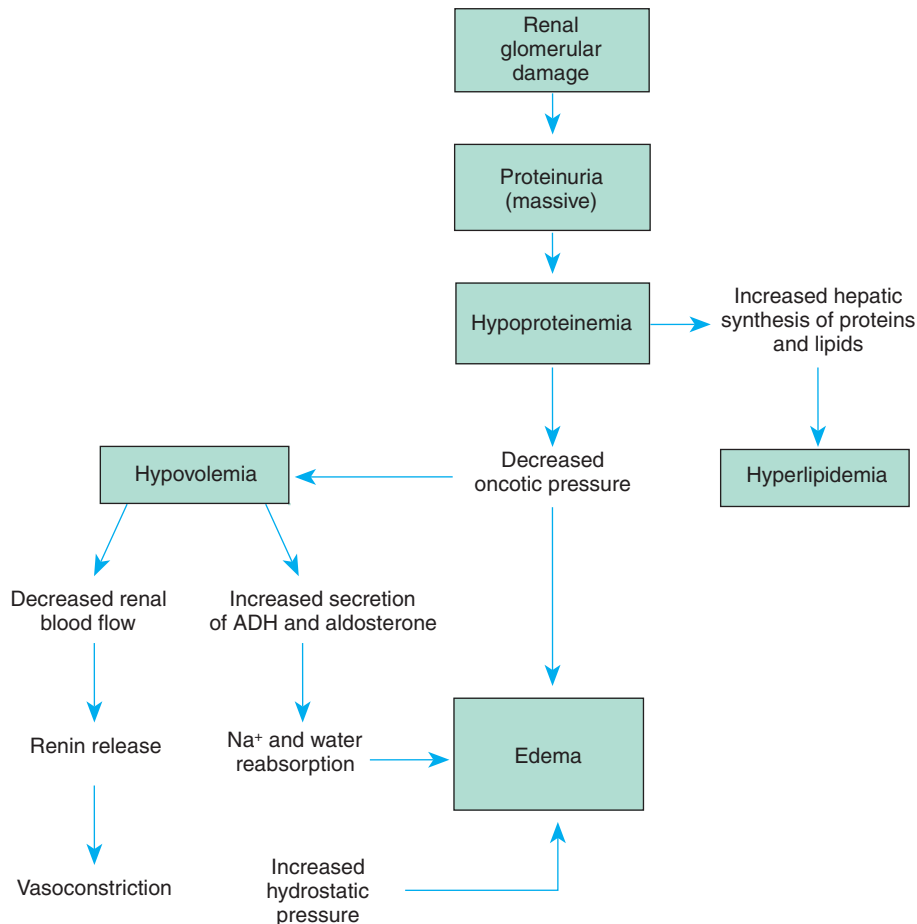 Renal
glomerular
damage
Proteinuria
(massive)
Hypoproteinemia
Increased hepatic
synthesis of proteins
and lipids
Hyperlipidemia
Decreased
oncotic pressure
Hypovolemia
Decreased renal
blood flow
Increased secretion
of ADH and aldosterone
Renin release
Na⁺ and water
reabsorption
Edema
Vasoconstriction
Increased
hydrostatic
pressure